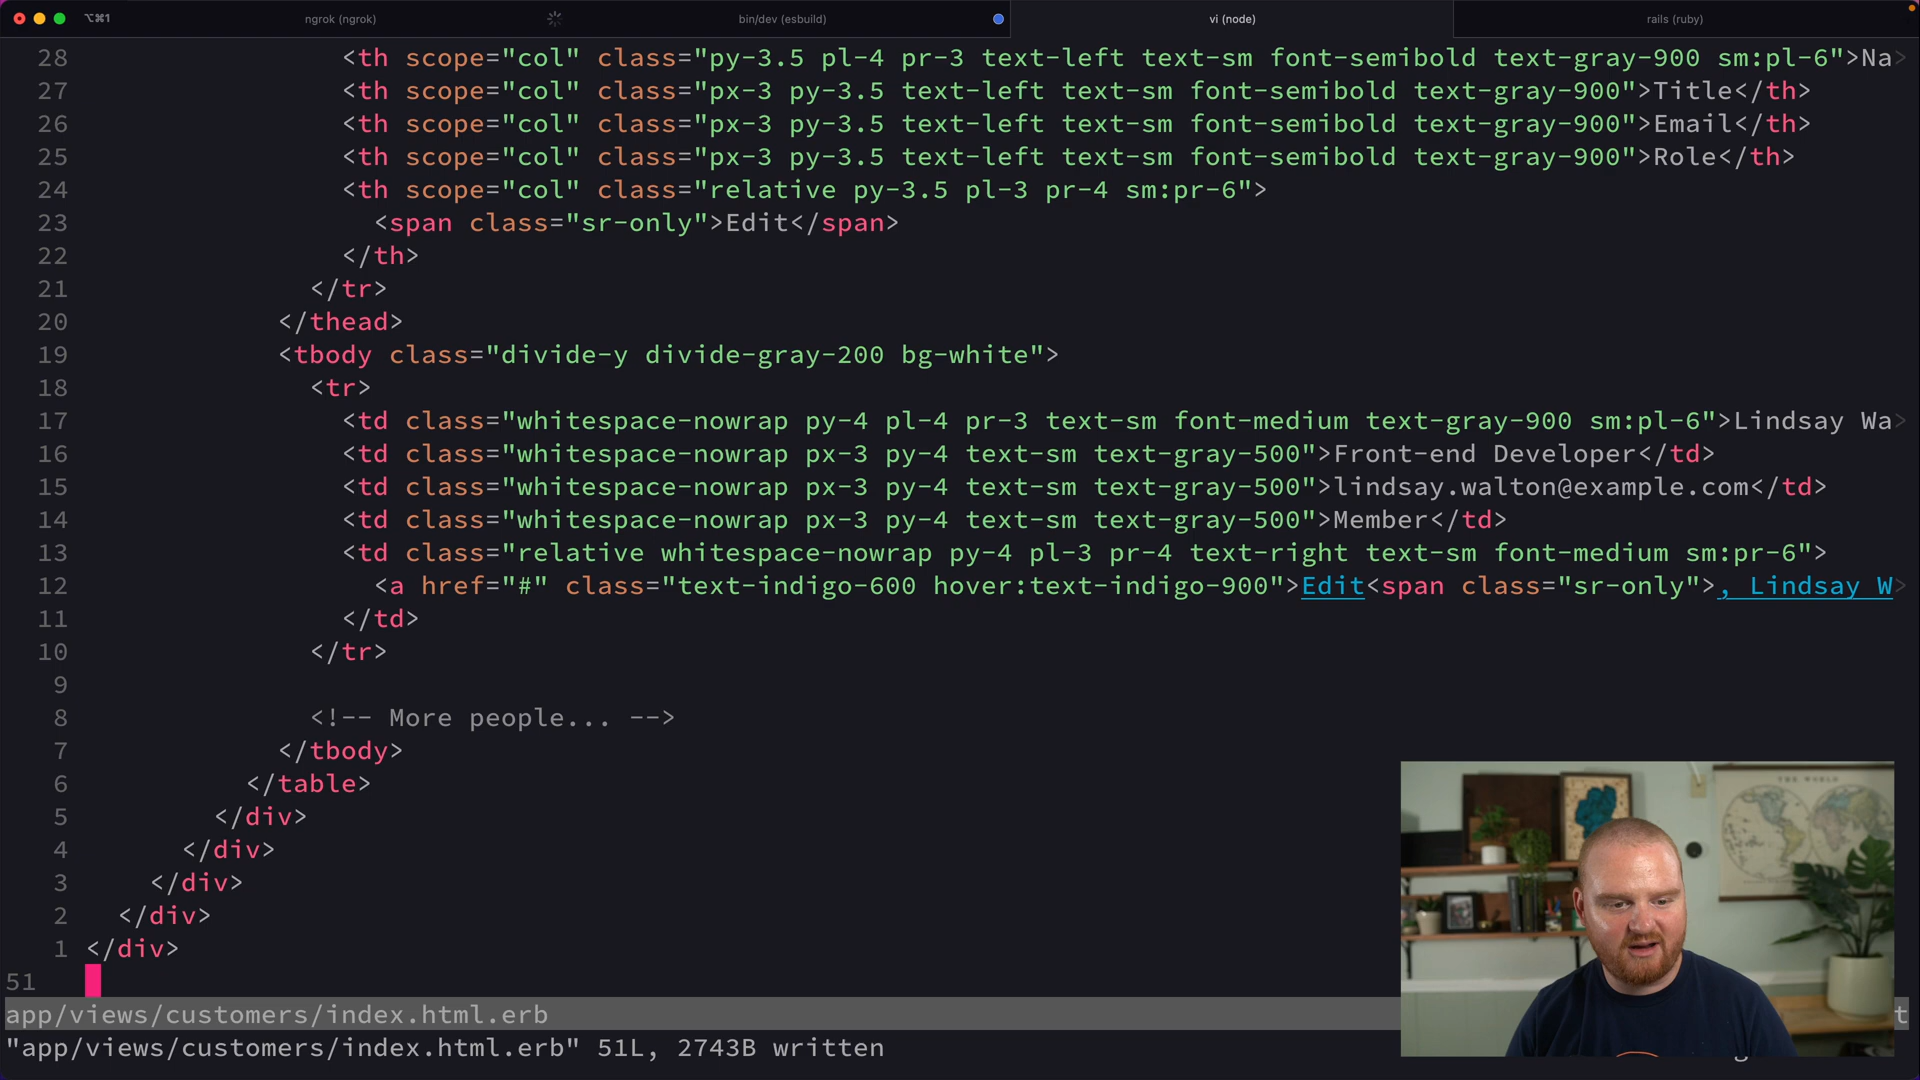 ⌥⌘1
ngrok (ngrok)
bin/dev (esbuild)
vi (node)
rails (ruby)
28 <th scope="col" class="py-3.5 pl-4 pr-3 text-left text-sm font-semibold text-gray-900 sm:pl-6">Na>
27 <th scope="col" class="px-3 py-3.5 text-left text-sm font-semibold text-gray-900">Title</th>
26 <th scope="col" class="px-3 py-3.5 text-left text-sm font-semibold text-gray-900">Email</th>
25 <th scope="col" class="px-3 py-3.5 text-left text-sm font-semibold text-gray-900">Role</th>
24 <th scope="col" class="relative py-3.5 pl-3 pr-4 sm:pr-6">
23 <span class="sr-only">Edit</span>
22 </th>
21 </tr>
20 </thead>
19 <tbody class="divide-y divide-gray-200 bg-white">
18 <tr>
17 <td class="whitespace-nowrap py-4 pl-4 pr-3 text-sm font-medium text-gray-900 sm:pl-6">Lindsay Wa>
16 <td class="whitespace-nowrap px-3 py-4 text-sm text-gray-500">Front-end Developer</td>
15 <td class="whitespace-nowrap px-3 py-4 text-sm text-gray-500">lindsay.walton@example.com</td>
14 <td class="whitespace-nowrap px-3 py-4 text-sm text-gray-500">Member</td>
13 <td class="relative whitespace-nowrap py-4 pl-3 pr-4 text-right text-sm font-medium sm:pr-6">
12 <a href="#" class="text-indigo-600 hover:text-indigo-900">Edit<span class="sr-only">, Lindsay W>
11 </td>
10 </tr>
9
8 <!-- More people... -->
7 </tbody>
6 </table>
5 </div>
4 </div>
3 </div>
2 </div>
1 </div>
51
app/views/customers/index.html.erb
"app/views/customers/index.html.erb" 51L, 2743B written
THE WORLD